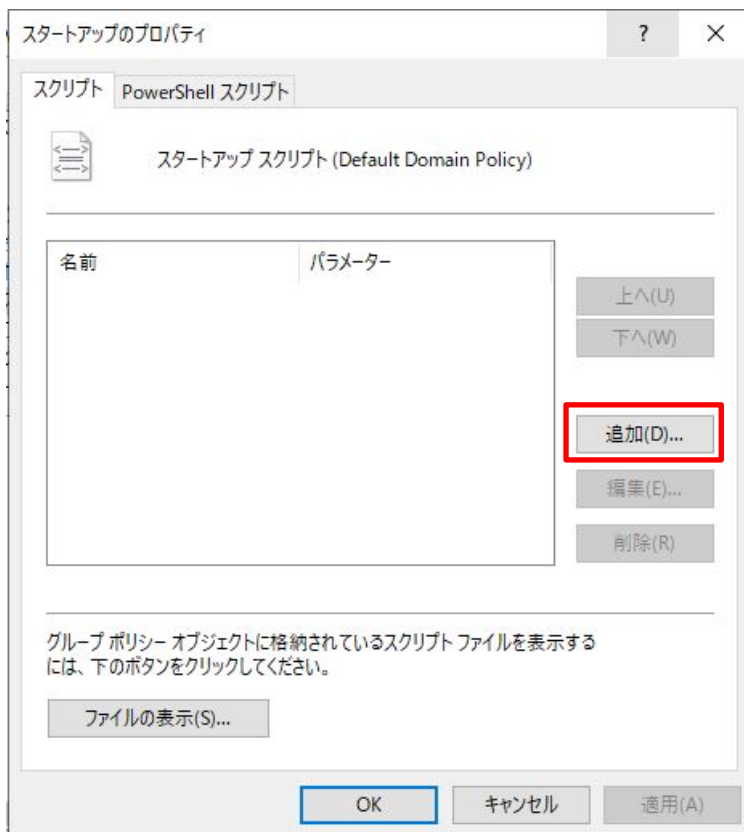 スタートアップのプロパティ
?
スクリプト
PowerShell スクリプト
スタートアップ スクリプト (Default Domain Policy)
名前
パラメーター
上へ(U)
下へ(W)
追加(D)...
編集(E)...
削除(R)
グループ ポリシー オブジェクトに格納されているスクリプト ファイルを表示する
には、下のボタンをクリックしてください。
ファイルの表示(S)...
OK
キャンセル
適用(A)